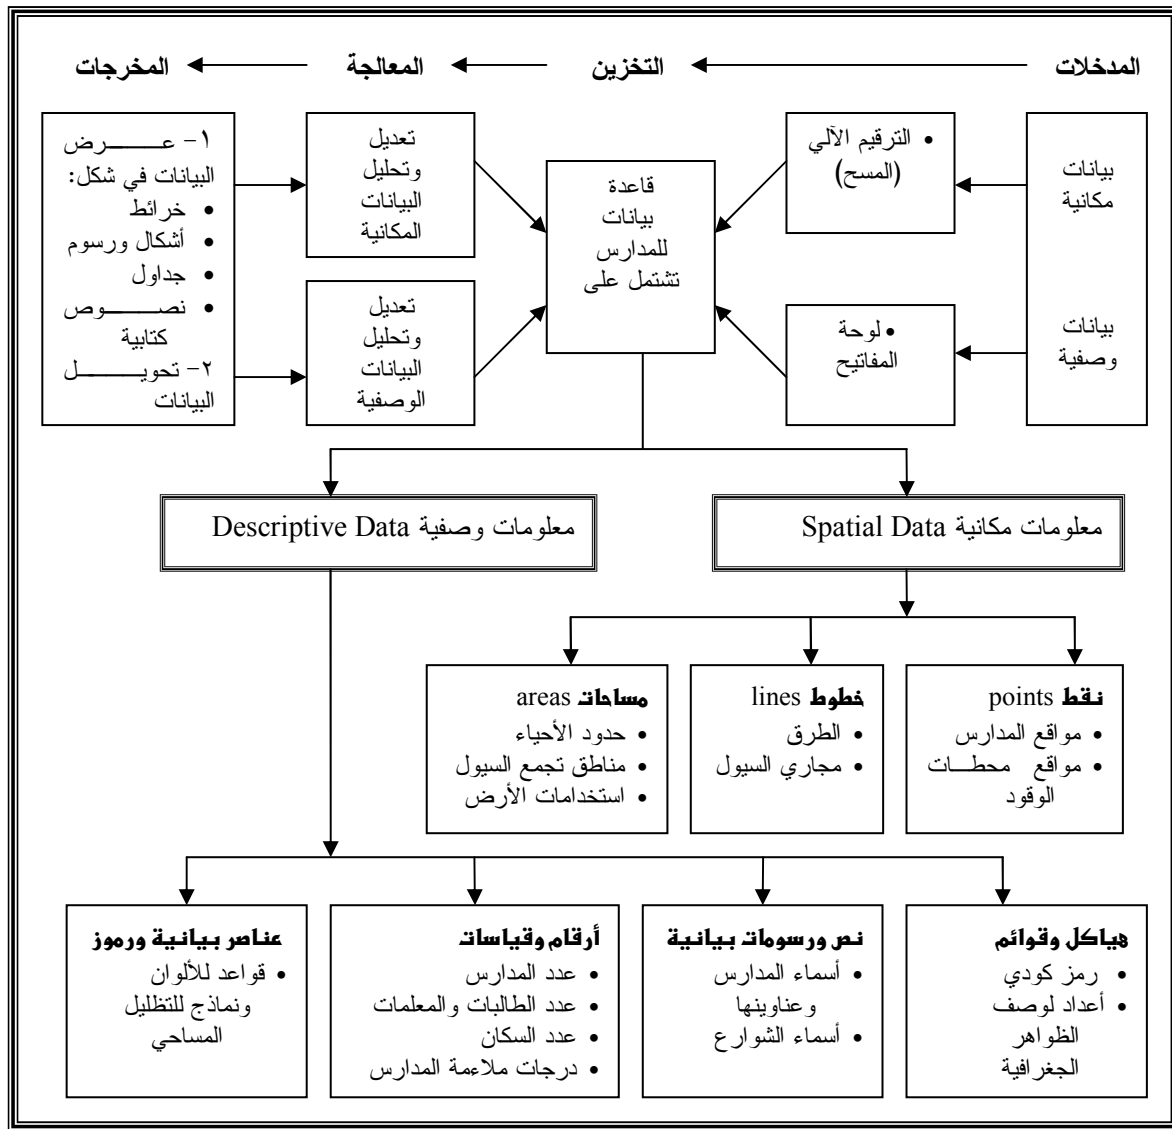 المدخلات
التخزين
المعالجة
المخرجات
بيانات
مكانية
بيانات
وصفية
• الترقيم الآلي
(المسح)
• لوحة
المفاتيح
قاعدة
بيانات
للمدارس
تشتمل على
تعديل
وتحليل
البيانات
المكانية
تعديل
وتحليل
البيانات
الوصفية
١- عـــــرض
البيانات في شكل:
• خرائط
• أشكال ورسوم
• جداول
• نصـــــوص
كتابية
٢- تحويـــــل
البيانات
معلومات مكانية Spatial Data
معلومات وصفية Descriptive Data
نقط points
• مواقع المدارس
• مواقع محطـــات
الوقود
خطوط lines
• الطرق
• مجاري السيول
مساحات areas
• حدود الأحياء
• مناطق تجمع السيول
• استخدامات الأرض
هياكل وقوائم
• رمز كودي
• أعداد لوصف
الظواهر
الجغرافية
نص ورسومات بيانية
• أسماء المدارس
وعناوينها
• أسماء الشوارع
أرقام وقياسات
• عدد المدارس
• عدد الطالبات والمعلمات
• عدد السكان
• درجات ملاءمة المدارس
عناصر بيانية ورموز
• قواعد للألوان
ونماذج للتظليل
المساحي